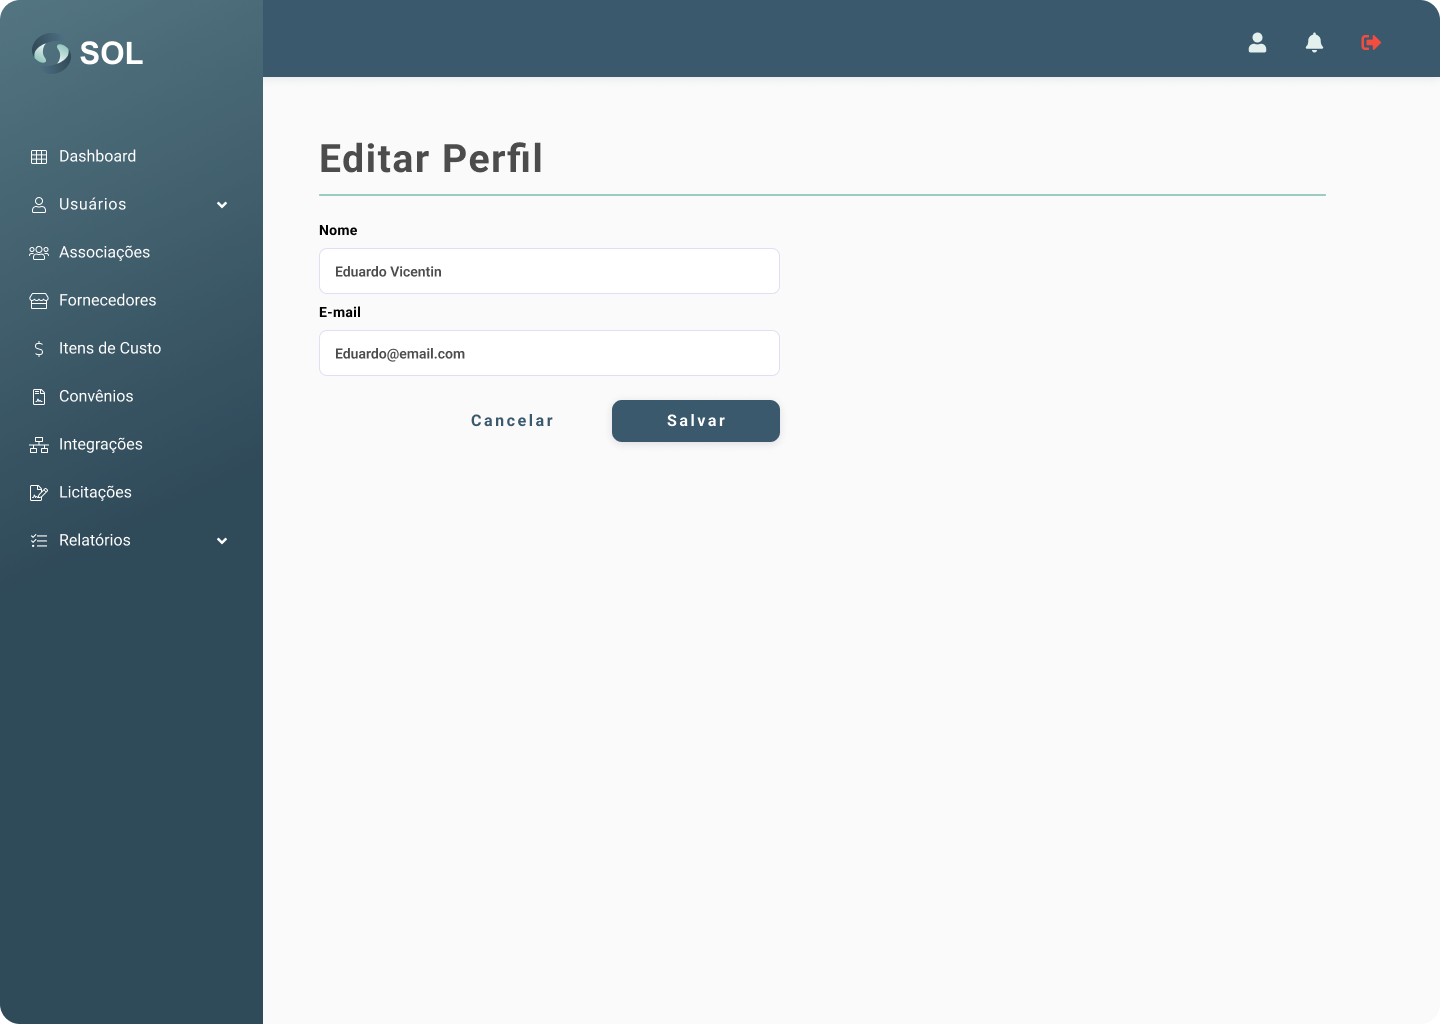 SOL
Dashboard
Usuários
Associações
Fornecedores
Itens de Custo
Convênios
Integrações
Licitações
Relatórios
Editar Perfil
Nome
Eduardo Vicentin
E-mail
Eduardo@email.com
Cancelar
Salvar